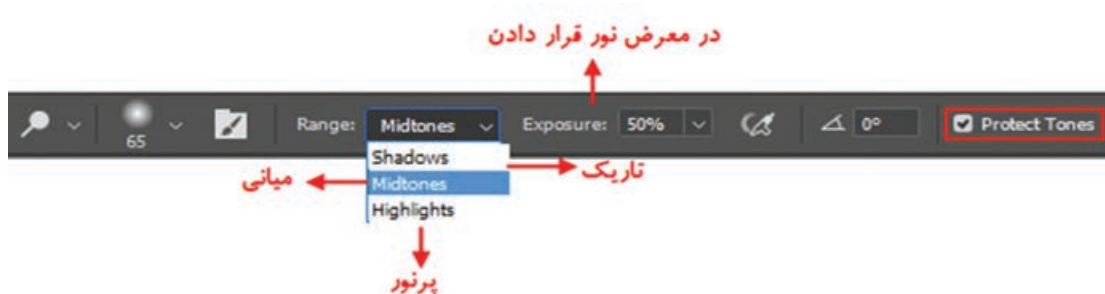 در معرض نور قرار دادن
65 Range: Midtones Exposure: 50% 0° Protect Tones
Shadows
تاریک
Midtones
میانی
Highlights
پرنور